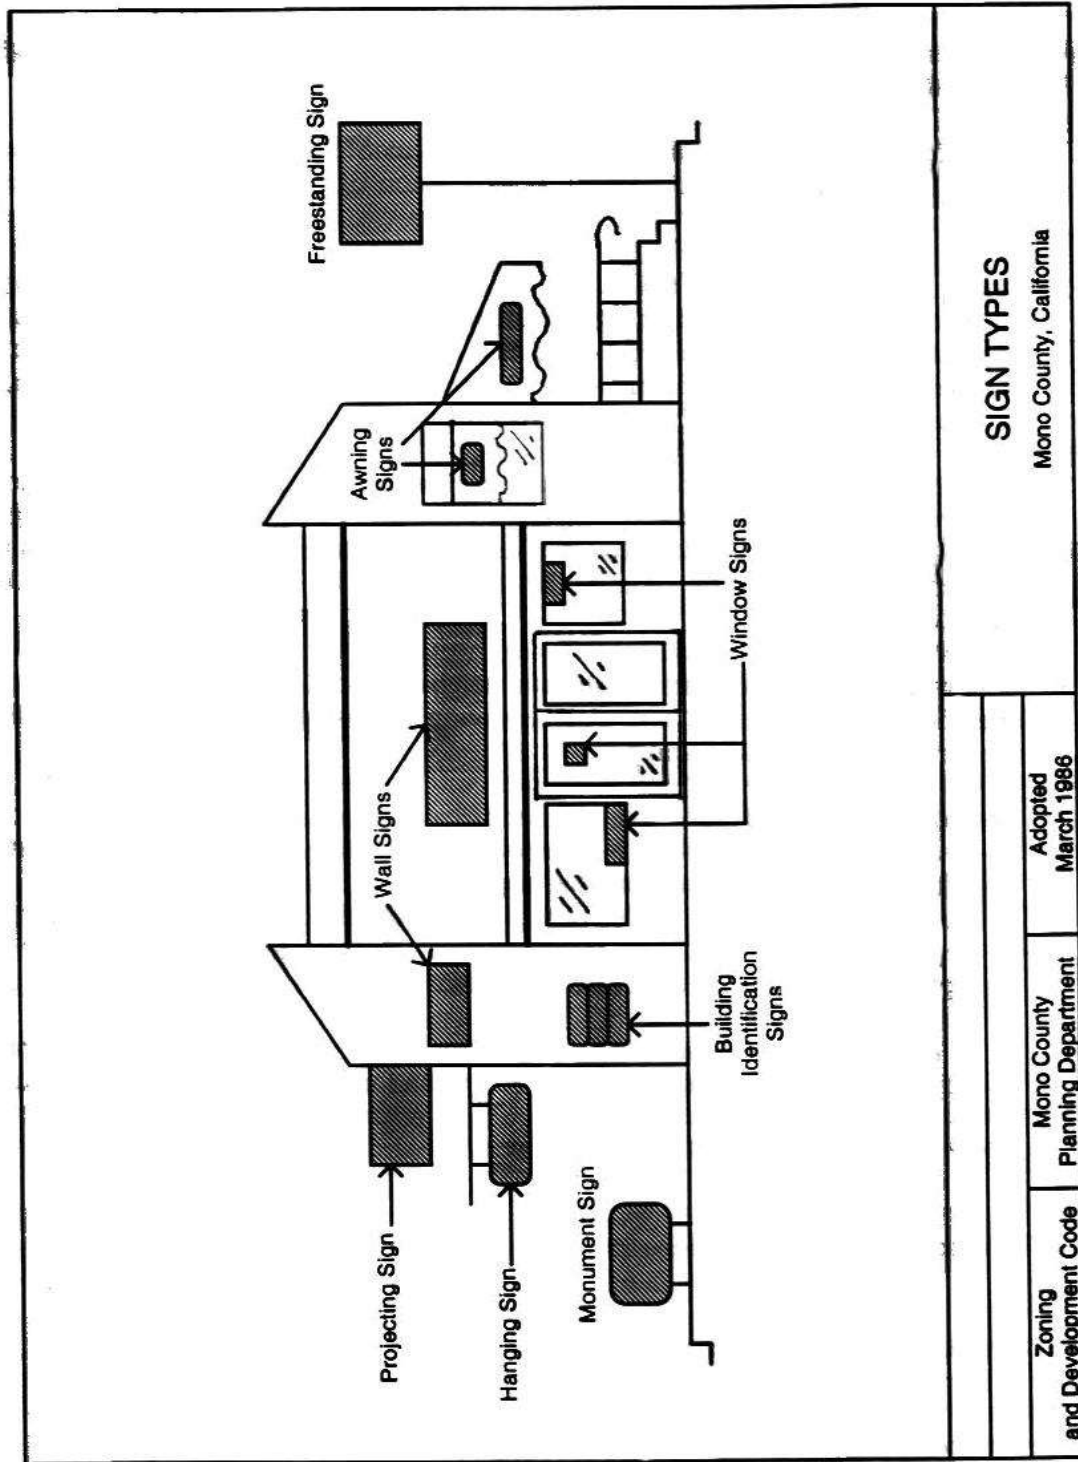 Freestanding Sign
Awning
Signs
Wall Signs
Projecting Sign
Hanging Sign
Monument Sign
Building
Identification
Signs
Window Signs
Zoning
and Development Code
Mono County
Planning Department
Adopted
March 1986
SIGN TYPES
Mono County, California